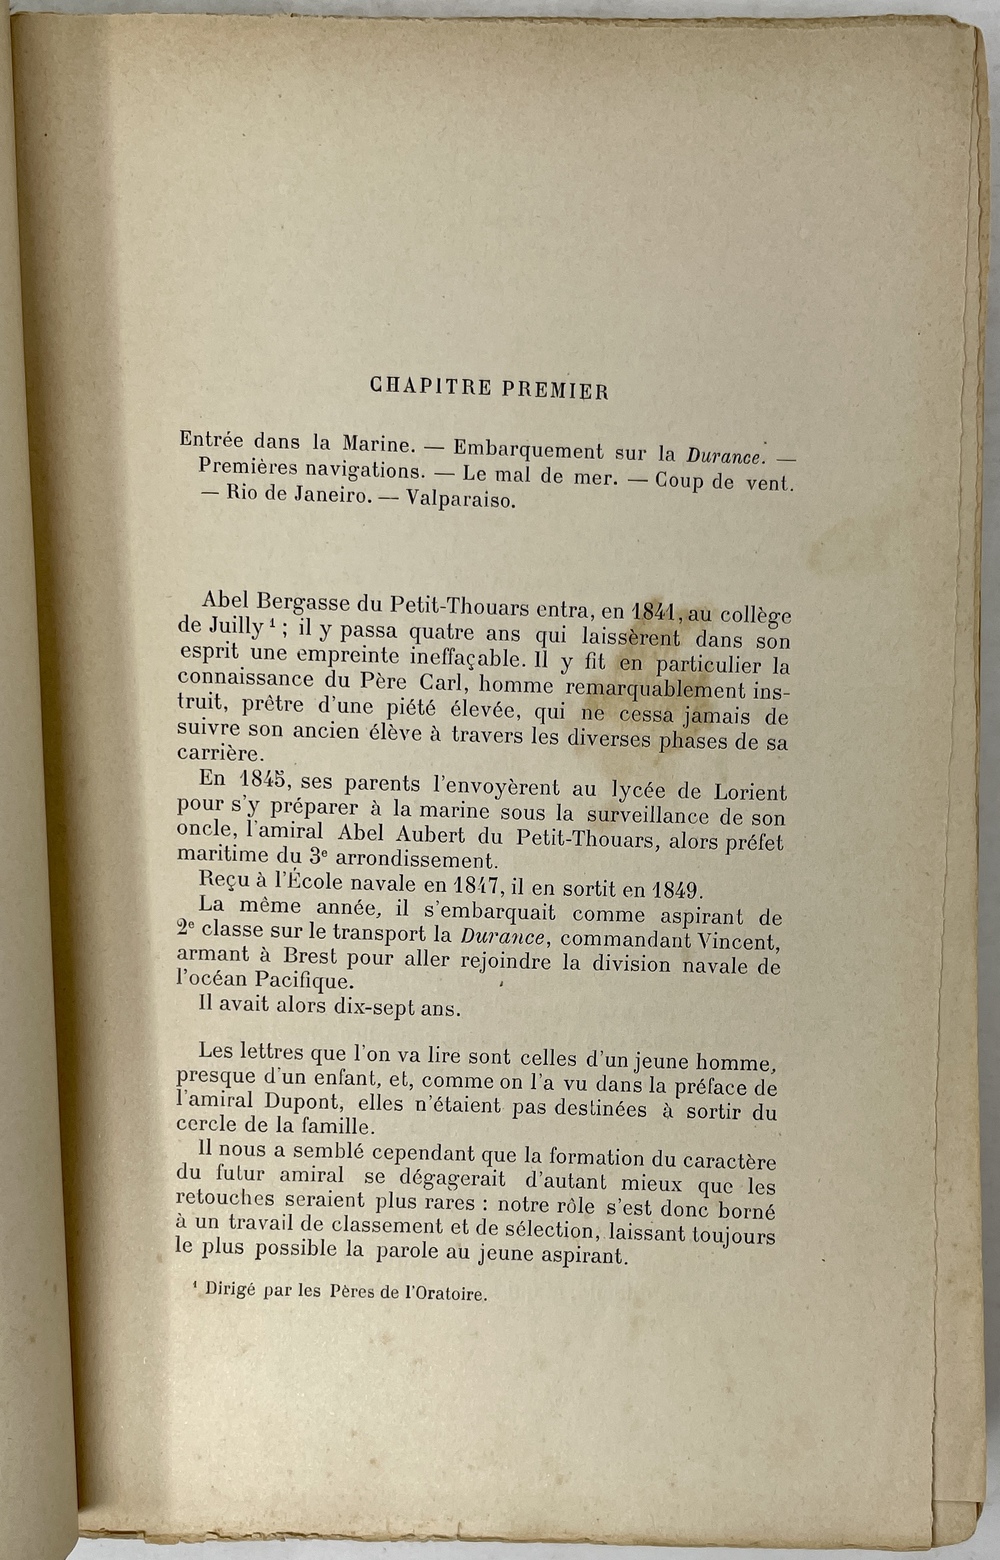 CHAPITRE PREMIER
Entrée dans la Marine. — Embarquement sur la Durance. —
Premières navigations. — Le mal de mer. — Coup de vent.
— Rio de Janeiro. — Valparaiso.
Abel Bergasse du Petit-Thouars entra, en 1841, au collège
de Juilly ¹ ; il y passa quatre ans qui laissèrent dans son
esprit une empreinte ineffaçable. Il y fit en particulier la
connaissance du Père Carl, homme remarquablement ins-
truit, prêtre d'une piété élevée, qui ne cessa jamais de
suivre son ancien élève à travers les diverses phases de sa
carrière.
En 1845, ses parents l'envoyèrent au lycée de Lorient
pour s'y préparer à la marine sous la surveillance de son
oncle, l'amiral Abel Aubert du Petit-Thouars, alors préfet
maritime du 3e arrondissement.
Reçu à l'École navale en 1847, il en sortit en 1849.
La même année, il s'embarquait comme aspirant de
2e classe sur le transport la Durance, commandant Vincent,
armant à Brest pour aller rejoindre la division navale de
l'océan Pacifique.
Il avait alors dix-sept ans.
Les lettres que l'on va lire sont celles d'un jeune homme,
presque d'un enfant, et, comme on l'a vu dans la préface de
l'amiral Dupont, elles n'étaient pas destinées à sortir du
cercle de la famille.
Il nous a semblé cependant que la formation du caractère
du futur amiral se dégagerait d'autant mieux que les
retouches seraient plus rares : notre rôle s'est donc borné
à un travail de classement et de sélection, laissant toujours
le plus possible la parole au jeune aspirant.
¹ Dirigé par les Pères de l'Oratoire.